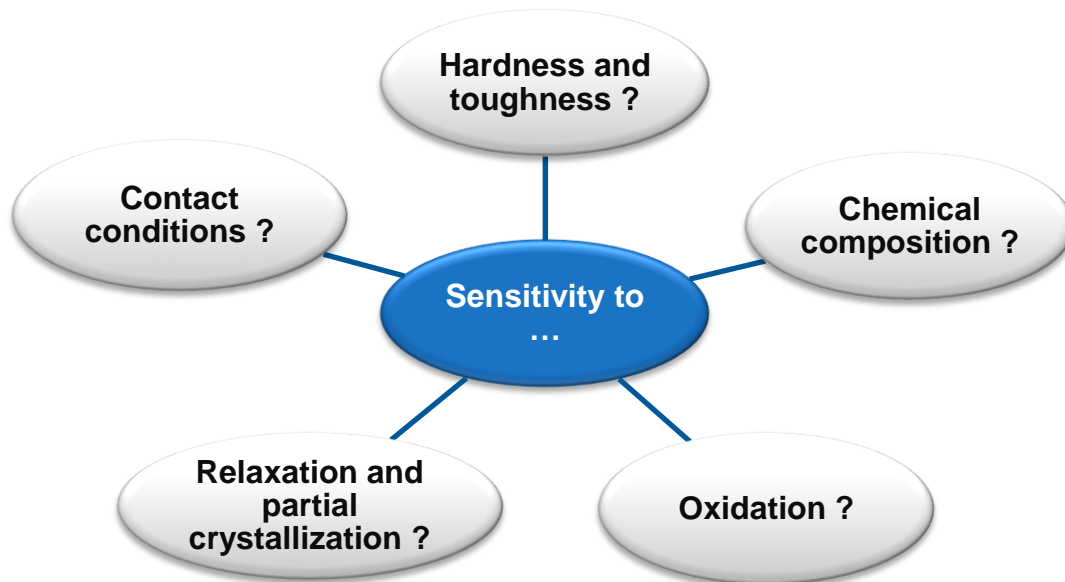 Hardness and
toughness ?
Contact
conditions ?
Chemical
composition ?
Sensitivity to
...
Relaxation and
partial
crystallization ?
Oxidation ?